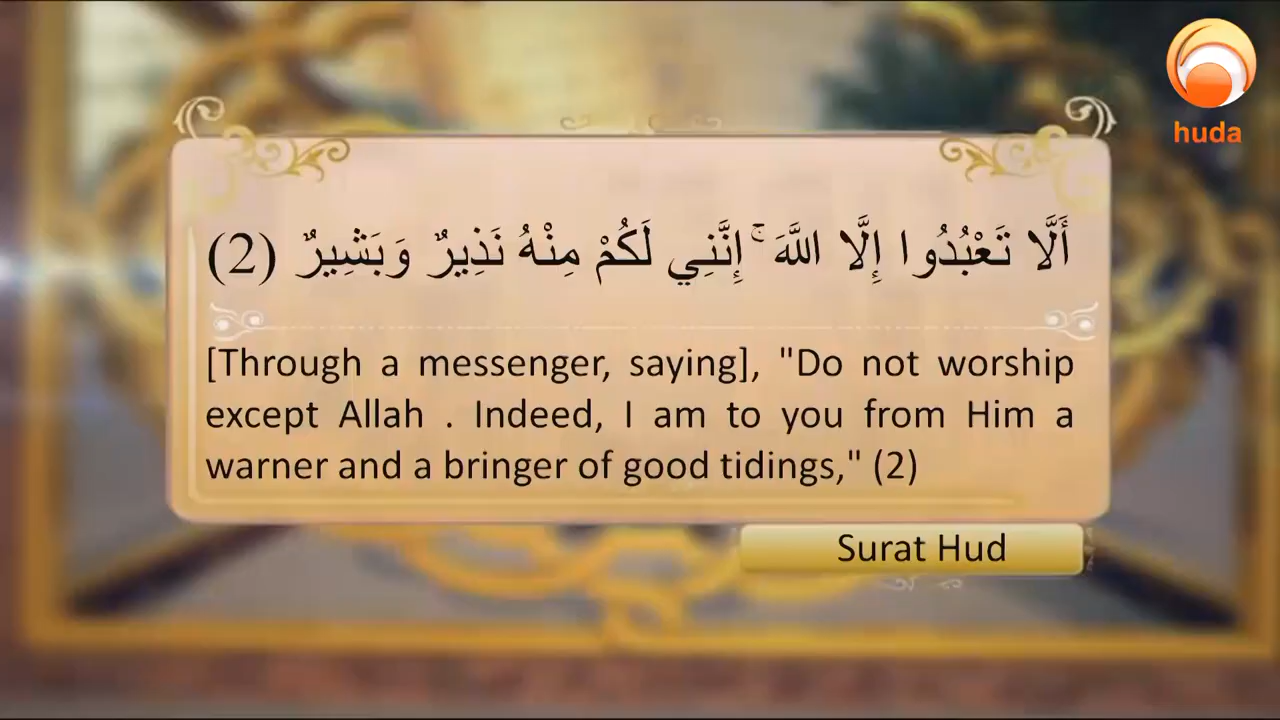 huda
أَلَّا تَعْبُدُوا إِلَّا اللَّهَ ۚ إِنَّنِي لَكُمْ مِنْهُ نَذِيرٌ وَبَشِيرٌ (2)
[Through a messenger, saying], "Do not worship
except Allah . Indeed, I am to you from Him a
warner and a bringer of good tidings," (2)
Surat Hud